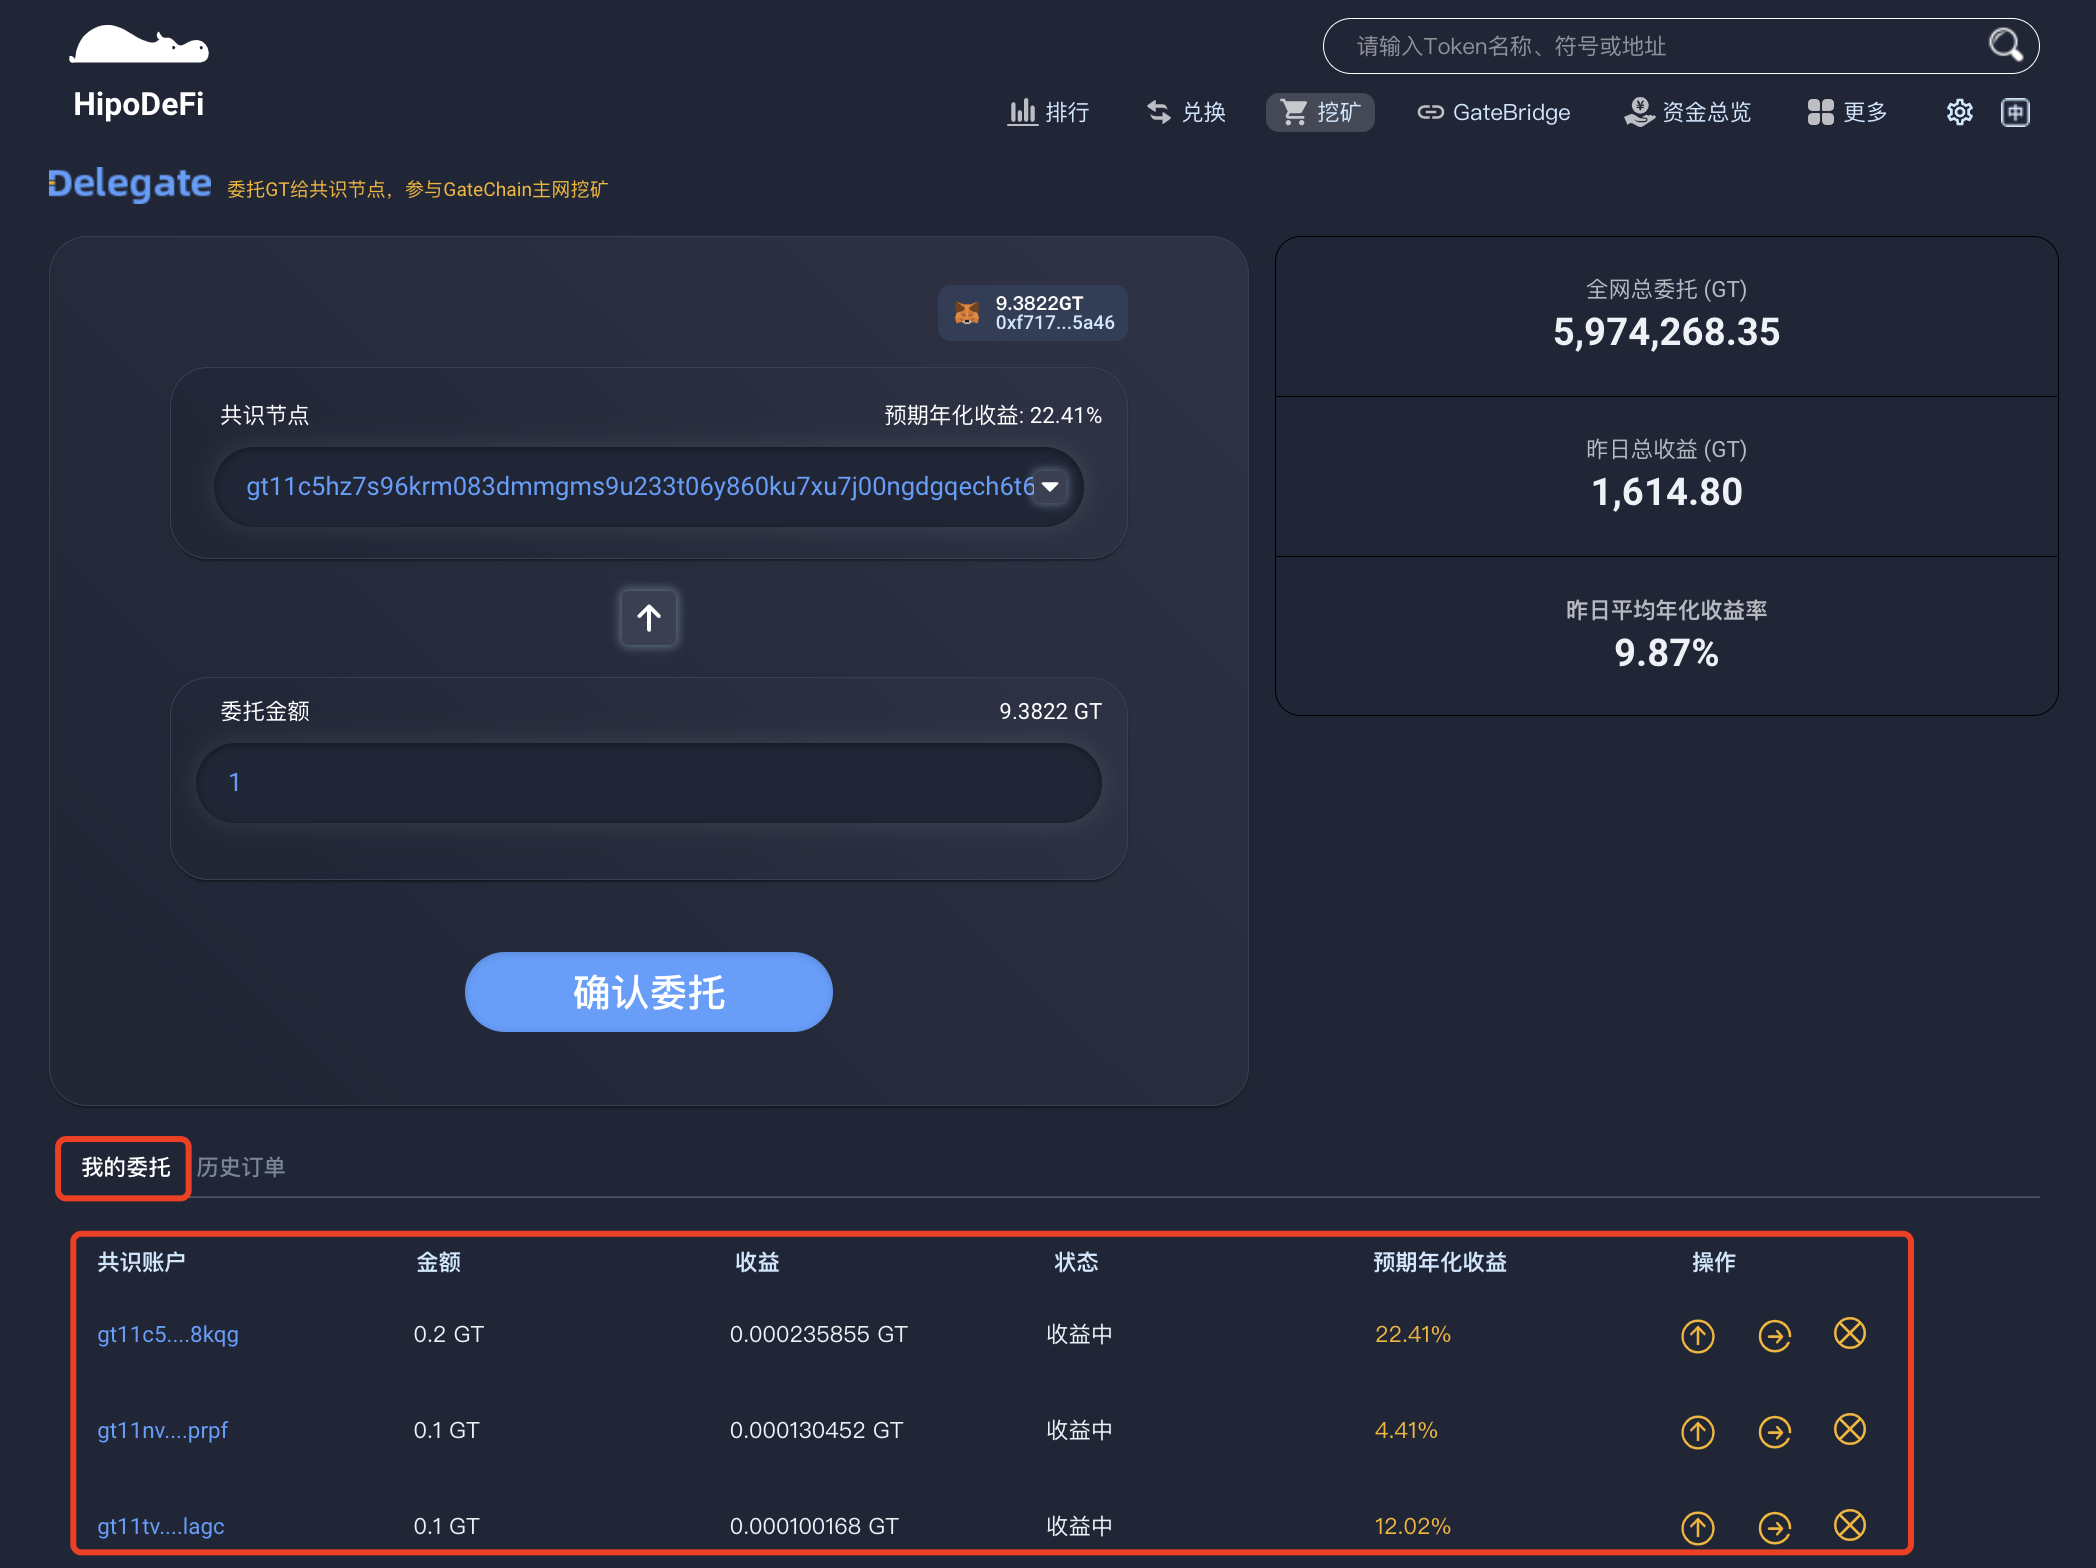 HipoDeFi
请输入Token名称、符号或地址
排行 兑换 挖矿 GateBridge 资金总览 更多 中
Delegate 委托GT给共识节点，参与GateChain主网挖矿
9.3822GT
0xf717...5a46
共识节点 预期年化收益: 22.41%
gt11c5hz7s96krm083dmmgms9u233t06y860ku7xu7j00ngdgqech6t6
委托金额 9.3822 GT
1
确认委托
全网总委托 (GT)
5,974,268.35
昨日总收益 (GT)
1,614.80
昨日平均年化收益率
9.87%
我的委托 历史订单
共识账户 金额 收益 状态 预期年化收益 操作
gt11c5....8kqg 0.2 GT 0.000235855 GT 收益中 22.41%
gt11nv....prpf 0.1 GT 0.000130452 GT 收益中 4.41%
gt11tv....lagc 0.1 GT 0.000100168 GT 收益中 12.02%